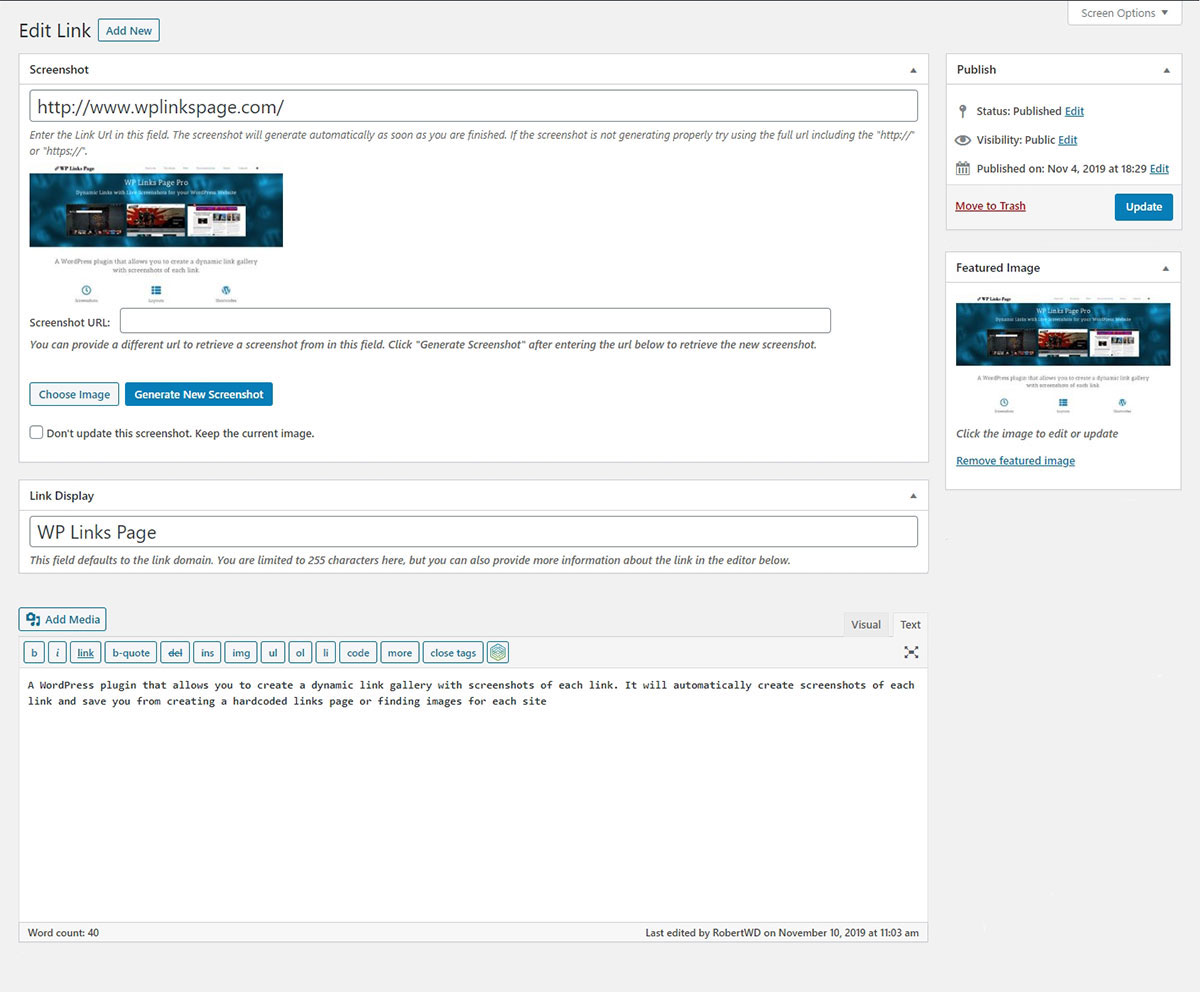 Screen Options
Edit Link Add New
Screenshot
http://www.wplinkspage.com/
Enter the Link Url in this field. The screenshot will generate automatically as soon as you are finished. If the screenshot is not generating properly try using the full url including the "http://"
or "https://".
WP Links Page
WP Links Page Pro
Dynamic Links with Live Screenshots for your WordPress Website
A WordPress plugin that allows you to create a dynamic link gallery
with screenshots of each link
Screenshots Layouts Shortcodes
Screenshot URL:
You can provide a different url to retrieve a screenshot from in this field. Click "Generate Screenshot" after entering the url below to retrieve the new screenshot.
Choose Image Generate New Screenshot
Don't update this screenshot. Keep the current image.
Link Display
WP Links Page
This field defaults to the link domain. You are limited to 255 characters here, but you can also provide more information about the link in the editor below.
Add Media
Visual Text
b i link b-quote del ins img ul ol li code more close tags
A WordPress plugin that allows you to create a dynamic link gallery with screenshots of each link. It will automatically create screenshots of each
link and save you from creating a hardcoded links page or finding images for each site
Word count: 40
Last edited by RobertWD on November 10, 2019 at 11:03 am
Publish
Status: Published Edit
Visibility: Public Edit
Published on: Nov 4, 2019 at 18:29 Edit
Move to Trash Update
Featured Image
WP Links Page
WP Links Page Pro
Dynamic Links with Live Screenshots for your WordPress Website
A WordPress plugin that allows you to create a dynamic link gallery
with screenshots of each link
Screenshots Layouts Shortcodes
Click the image to edit or update
Remove featured image